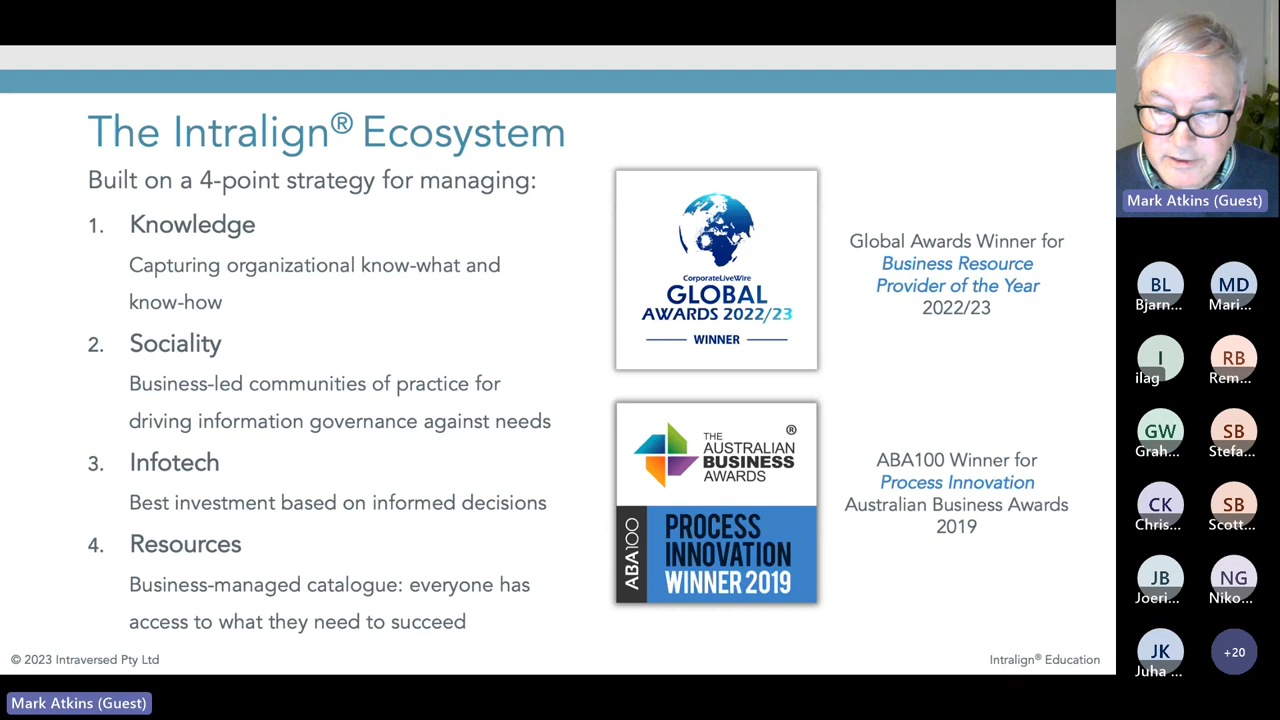 The Intralign® Ecosystem
Built on a 4-point strategy for managing:
1. Knowledge
Capturing organizational know-what and
know-how
2. Sociality
Business-led communities of practice for
driving information governance against needs
3. Infotech
Best investment based on informed decisions
4. Resources
Business-managed catalogue: everyone has
access to what they need to succeed
CorporateLiveWire
GLOBAL
AWARDS 2022/23
WINNER
Global Awards Winner for
Business Resource
Provider of the Year
2022/23
THE
AUSTRALIAN
BUSINESS
AWARDS
®
ABA100
PROCESS
INNOVATION
WINNER 2019
ABA100 Winner for
Process Innovation
Australian Business Awards
2019
© 2023 Intraversed Pty Ltd
Intralign® Education
Mark Atkins (Guest)
Mark Atkins (Guest)
BL
Bjarn...
MD
Mari...
I
ilag
RB
Rem...
GW
Grah...
SB
Stefa...
CK
Chris...
SB
Scott...
JB
Joeri...
NG
Niko...
JK
Juha ...
+20